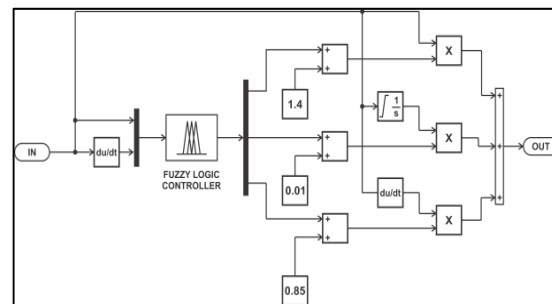 +
+
X
+
1.4
∫ 1/s
+
IN
du/dt
FUZZY LOGIC
CONTROLLER
+
+
X
+
OUT
0.01
du/dt
+
+
X
+
0.85